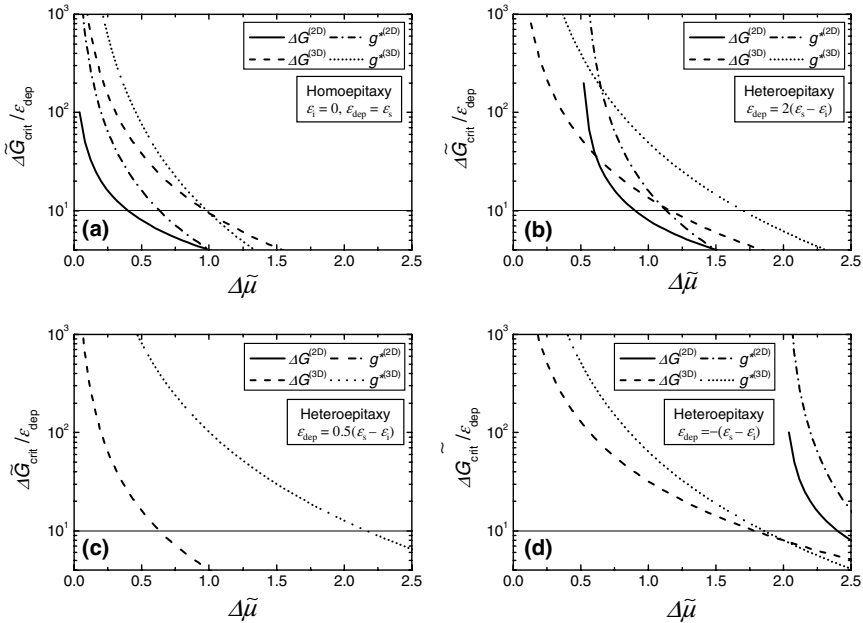 10³
10²
10¹
ΔG̃crit /εdep
ΔG(2D) g*(2D)
ΔG(3D) g*(3D)
Homoepitaxy
εi = 0, εdep = εs
(a)
0.0 0.5 1.0 1.5 2.0 2.5
Δμ̃
10³
10²
10¹
ΔG̃crit /εdep
ΔG(2D) g*(2D)
ΔG(3D) g*(3D)
Heteroepitaxy
εdep = 2(εs – εi)
(b)
0.0 0.5 1.0 1.5 2.0 2.5
Δμ̃
10³
10²
10¹
ΔG̃crit /εdep
ΔG(2D) g*(2D)
ΔG(3D) g*(3D)
Heteroepitaxy
εdep = 0.5(εs – εi)
(c)
0.0 0.5 1.0 1.5 2.0 2.5
Δμ̃
10³
10²
10¹
ΔG̃crit /εdep
ΔG(2D) g*(2D)
ΔG(3D) g*(3D)
Heteroepitaxy
εdep =–(εs – εi)
(d)
0.0 0.5 1.0 1.5 2.0 2.5
Δμ̃